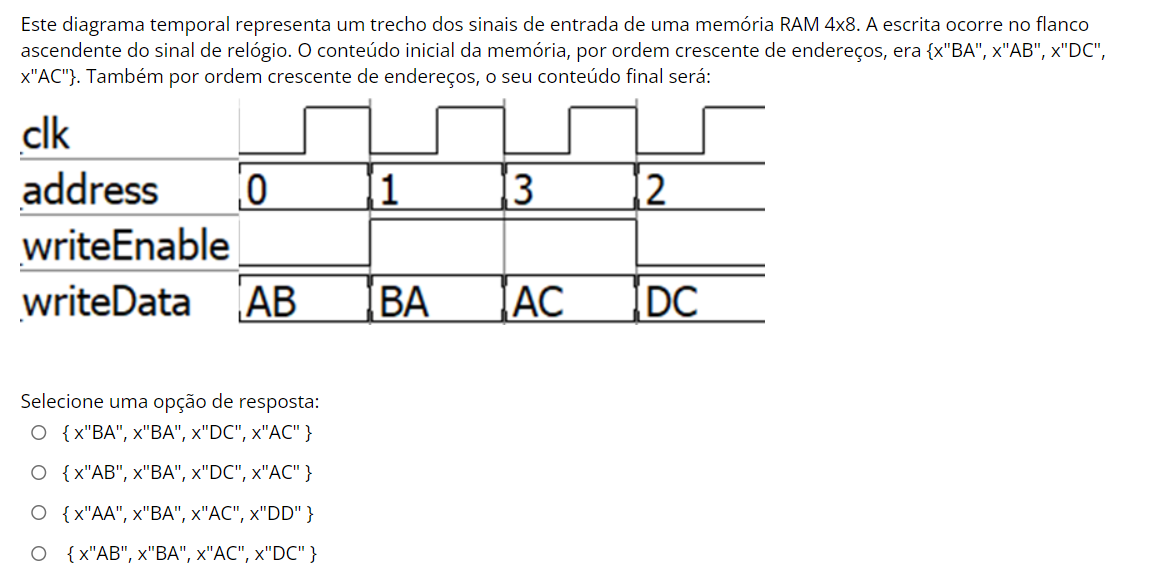 Este diagrama temporal representa um trecho dos sinais de entrada de uma memória RAM 4x8. A escrita ocorre no flanco
ascendente do sinal de relógio. O conteúdo inicial da memória, por ordem crescente de endereços, era {x"BA", x"AB", x"DC",
x"AC"}. Também por ordem crescente de endereços, o seu conteúdo final será:
clk
address 0 1 3 2
writeEnable
writeData AB BA AC DC
Selecione uma opção de resposta:
{ x"BA", x"BA", x"DC", x"AC" }
{ x"AB", x"BA", x"DC", x"AC" }
{ x"AA", x"BA", x"AC", x"DD" }
{ x"AB", x"BA", x"AC", x"DC" }